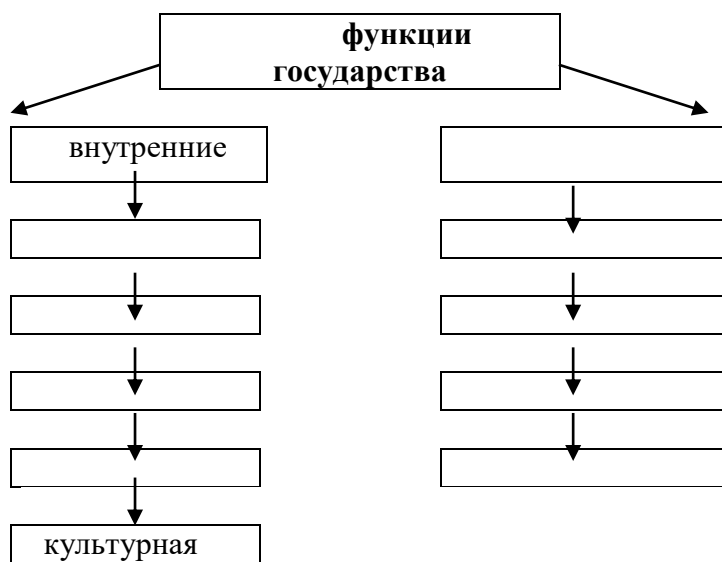 функции
государства
внутренние
культурная